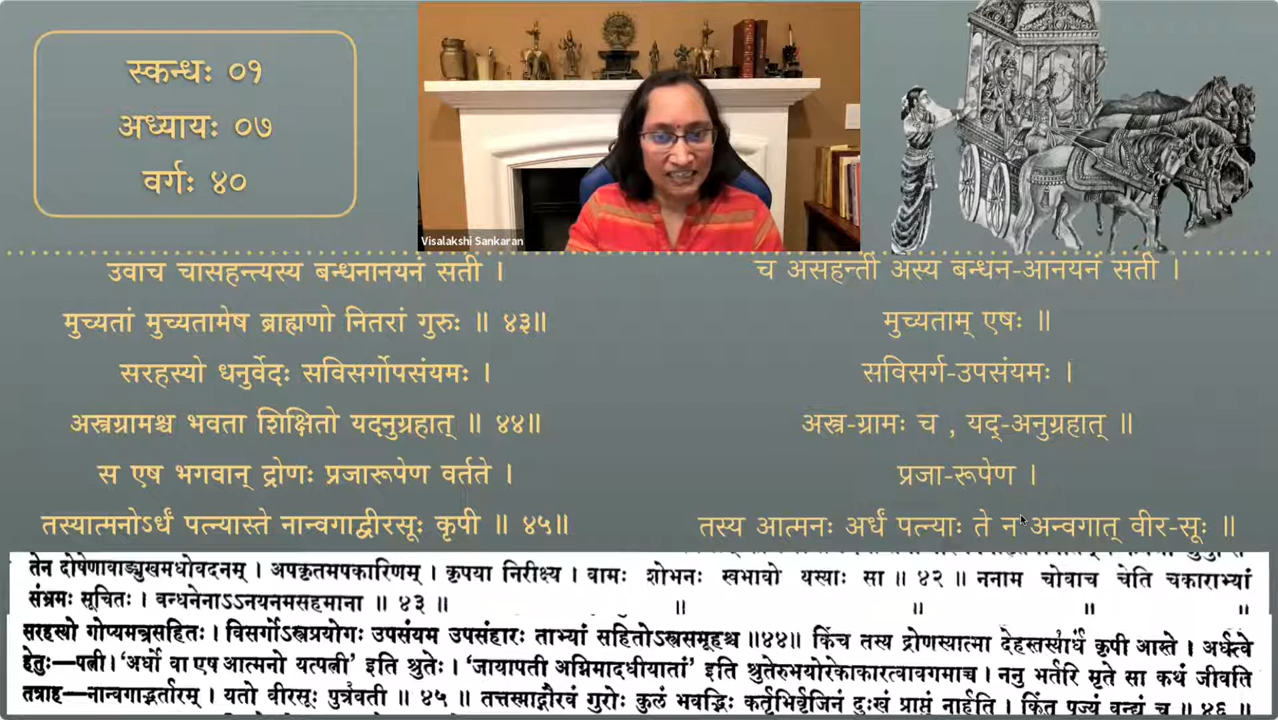 स्कन्धः ०१
अध्यायः ०७
वर्गः ४०
Visalakshi Sankaran
उवाच चासहन्त्यस्य बन्धनानयनं सती ।
मुच्यतां मुच्यतामेष ब्राह्मणो नितरां गुरुः ॥ ४३॥
सरहस्यो धनुर्वेदः सविसर्गोपसंयमः ।
अस्त्रग्रामश्च भवता शिक्षितो यदनुग्रहात् ॥ ४४॥
स एष भगवान् द्रोणः प्रजारूपेण वर्तते ।
तस्यात्मनोऽर्धं पत्न्यास्ते नान्वगाद्वीरसूः कृपी ॥ ४५॥
च असहन्ती अस्य बन्धन-आनयनं सती ।
मुच्यताम् एषः ॥
सविसर्ग-उपसंयमः ।
अस्त्र-ग्रामः च , यद्-अनुग्रहात् ॥
प्रजा-रूपेण ।
तस्य आत्मनः अर्धं पत्न्याः ते न अन्वगात् वीर-सूः ॥
तेन दोषेणावाङ्मुखमधोवदनम् । अपकृतमपकारिणम् । कृपया निरीक्ष्य । वामः शोभनः स्वभावो यस्याः सा ॥ ४२ ॥ ननाम चोवाच चेति चकाराभ्यां
संभ्रमः सूचितः । बन्धनेनाऽऽनयनमसहमाना ॥ ४३ ॥
सरहस्यो गोप्यमन्त्रसहितः । विसर्गोऽस्त्रप्रयोगः उपसंयम उपसंहारः ताभ्यां सहितोऽस्त्रसमूहश्च ॥४४॥ किंच तस्य द्रोणस्यात्मा देहस्तस्यार्धं कृपी आस्ते । अर्धत्वे
हेतुः—पत्नी । 'अर्धो वा एष आत्मनो यत्पत्नी' इति श्रुतेः । 'जायापती अग्निमादधीयातां' इति श्रुतेरुभयोरेकाकारत्वावगमाच्च । ननु भर्तरि मृते सा कथं जीवति
तत्राह—नान्वगाद्भर्तारम् । यतो वीरसूः पुत्रवती ॥ ४५ ॥ तत्तस्माद्गौरवं गुरोः कुलं भवद्भिः कर्तृभिर्वृजिनं दुःखं प्राप्तुं नार्हति । किंतु पूज्यं वन्द्यं च ॥ ४६ ॥